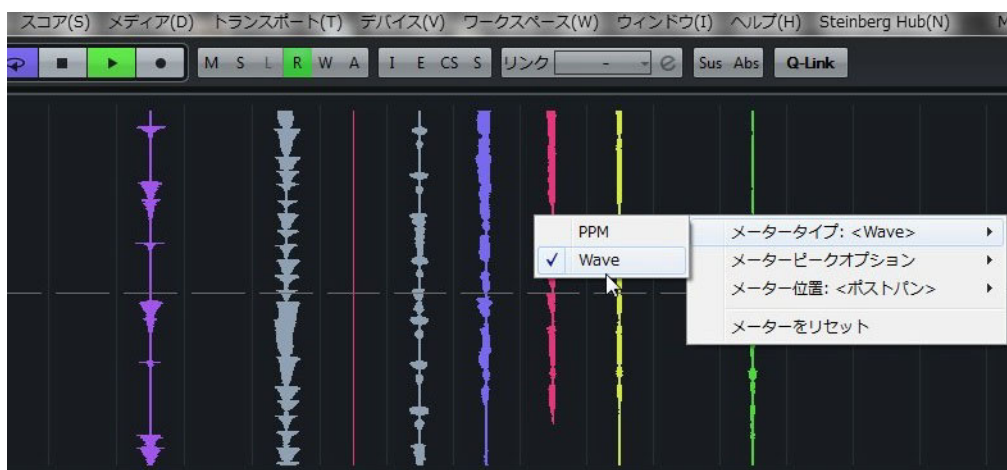 スコア(S) メディア(D) トランスポート(T) デバイス(V) ワークスペース(W) ウィンドウ(I) ヘルプ(H) Steinberg Hub(N)
M S L R W A I E CS S リンク - Sus Abs Q-Link
PPM
Wave
メータータイプ: <Wave>
メーターピークオプション
メーター位置: <ポストパン>
メーターをリセット